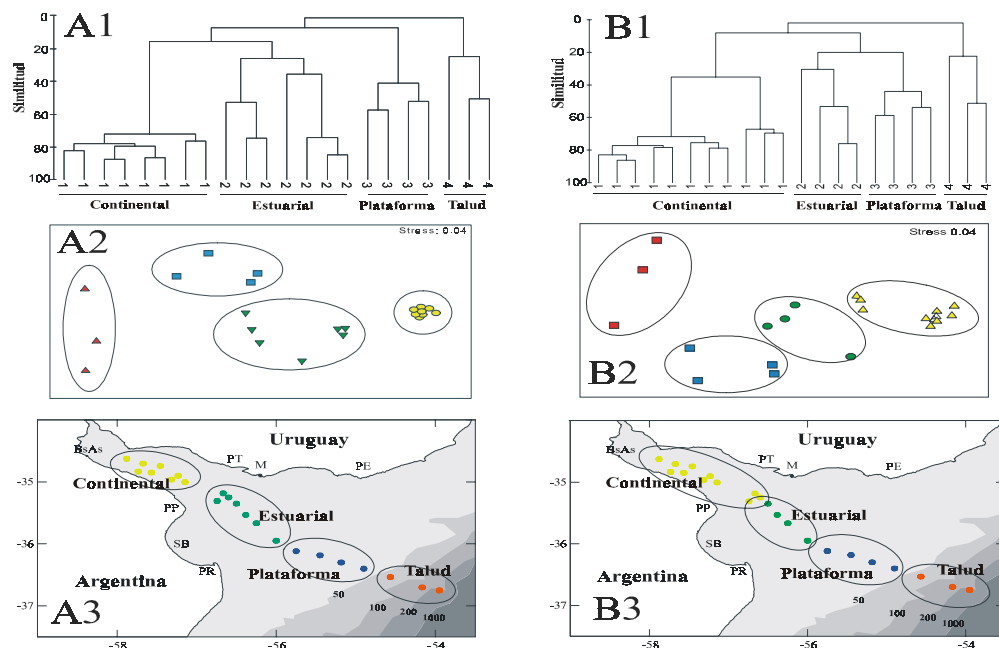 A1
0
20
40
60
80
100
Similitud
1 1 1 1 1 1 1 1 2 2 2 2 2 2 2 3 3 3 3 4 4 4
Continental Estuarial Plataforma Talud
B1
0
20
40
60
80
100
Similitud
1 1 1 1 1 1 1 1 1 1 1 2 2 2 2 3 3 3 3 4 4 4
Continental Estuarial Plataforma Talud
A2
Stress: 0.04
B2
Stress 0.04
A3
Uruguay
BsAs
PT
M
PE
Continental
PP
Estuarial
SB
PR
Plataforma
Talud
Argentina
50
100
200
1000
-35
-36
-37
-58 -56 -54
B3
Uruguay
BsAs
PT
M
PE
Continental
PP
Estuarial
SB
PR
Plataforma
Talud
Argentina
50
100
200
1000
-35
-36
-37
-58 -56 -54